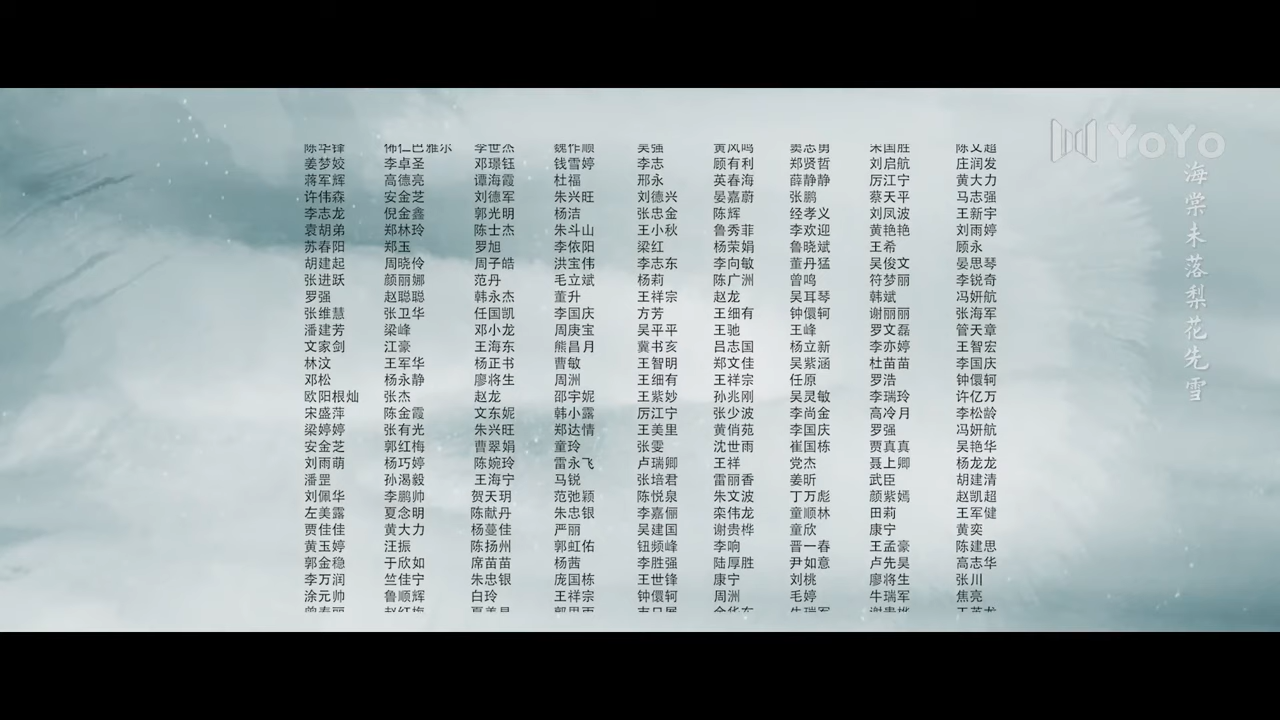 YoYo
海棠未落梨花先雪
姜梦姣 李卓圣 邓璟钰 钱雪婷 李志 顾有利 郑贤哲 刘启航 庄润发
蒋军辉 高德亮 谭海霞 杜福 邢永 英春海 薛静静 厉江宁 黄大力
许伟森 安金芝 刘德军 朱兴旺 刘德兴 晏嘉蔚 张鹏 蔡天平 马志强
李志龙 倪金鑫 郭光明 杨洁 张忠金 陈辉 经孝义 刘凤波 王新宇
袁胡弟 郑林玲 陈士杰 朱斗山 王小秋 鲁秀菲 李欢迎 黄艳艳 刘雨婷
苏春阳 郑玉 罗旭 李依阳 梁红 杨荣娟 鲁晓斌 王希 顾永
胡建起 周晓伶 周子皓 洪宝伟 李志东 李向敏 董丹猛 吴俊文 晏思琴
张进跃 颜丽娜 范丹 毛立斌 杨莉 陈广洲 曾鸣 符梦丽 李锐奇
罗强 赵聪聪 韩永杰 董升 王祥宗 赵龙 吴耳琴 韩斌 冯妍航
张维慧 张卫华 任国凯 李国庆 方芳 王细有 钟儇轲 谢丽丽 张海军
潘建芳 梁峰 邓小龙 周庚宝 吴平平 王驰 王峰 罗文磊 管天章
文家剑 江豪 王海东 熊昌月 冀书亥 吕志国 杨立新 李亦婷 王智宏
林汶 王军华 杨正书 曹敏 王智明 郑文佳 吴紫涵 杜苗苗 李国庆
邓松 杨永静 廖将生 周洲 王细有 王祥宗 任原 罗浩 钟儇轲
欧阳根灿 张杰 赵龙 邵宇妮 王紫妙 孙兆刚 吴灵敏 李瑞玲 许亿万
宋盛萍 陈金霞 文东妮 韩小露 厉江宁 张少波 李尚金 高冷月 李松龄
梁婷婷 张有光 朱兴旺 郑达情 王美里 黄俏苑 李国庆 罗强 冯妍航
安金芝 郭红梅 曹翠娟 童玲 张雯 沈世雨 崔国栋 贾真真 吴艳华
刘雨萌 杨巧婷 陈婉玲 雷永飞 卢瑞卿 王祥 党杰 聂上卿 杨龙龙
潘罡 孙渴毅 王海宁 马锐 张培君 雷丽香 姜昕 武臣 胡建清
刘佩华 李鹏帅 贺天玥 范弛颖 陈悦泉 朱文波 丁万彪 颜紫嫣 赵凯超
左美露 夏念明 陈献丹 朱忠银 李嘉俪 栾伟龙 童顺林 田莉 王军健
贾佳佳 黄大力 杨蔓佳 严丽 吴建国 谢贵桦 童欣 康宁 黄奕
黄玉婷 汪振 陈扬州 郭虹佑 钮频峰 李响 晋一春 王孟豪 陈建思
郭金稳 于欣如 席苗苗 杨茜 李胜强 陆厚胜 尹如意 卢先昊 高志华
李万润 竺佳宁 朱忠银 庞国栋 王世锋 康宁 刘桃 廖将生 张川
涂元帅 鲁顺辉 白玲 王祥宗 钟儇轲 周洲 毛婷 牛瑞军 焦亮